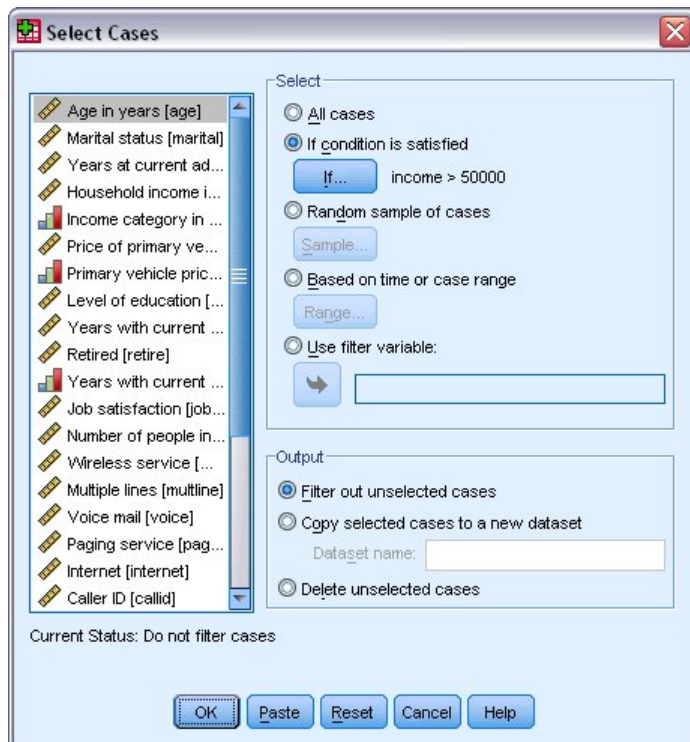 Select Cases
Age in years [age]
Marital status [marital]
Years at current ad...
Household income i...
Income category in ...
Price of primary ve...
Primary vehicle pric...
Level of education [...
Years with current ...
Retired [retire]
Years with current ...
Job satisfaction [job...
Number of people in...
Wireless service [...
Multiple lines [multline]
Voice mail [voice]
Paging service [pag...
Internet [internet]
Caller ID [callid]
Current Status: Do not filter cases
Select
All cases
If condition is satisfied
If... income > 50000
Random sample of cases
Sample...
Based on time or case range
Range...
Use filter variable:
Output
Filter out unselected cases
Copy selected cases to a new dataset
Dataset name:
Delete unselected cases
OK Paste Reset Cancel Help